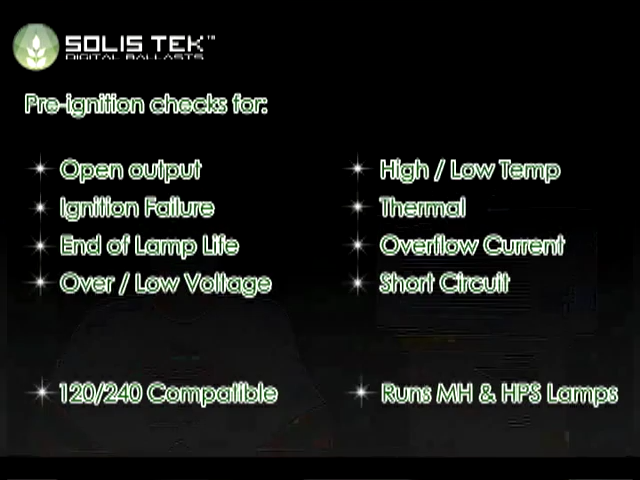 SOLIS TEK™
DIGITAL BALLASTS
Pre-ignition checks for:
Open output
Ignition Failure
End of Lamp Life
Over / Low Voltage
High / Low Temp
Thermal
Overflow Current
Short Circuit
120/240 Compatible
Runs MH & HPS Lamps